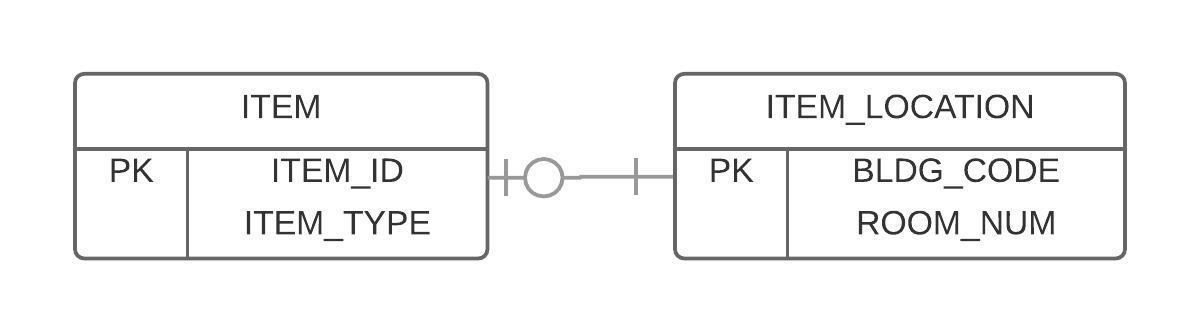 ITEM
PK ITEM_ID
ITEM_TYPE
ITEM_LOCATION
PK BLDG_CODE
ROOM_NUM